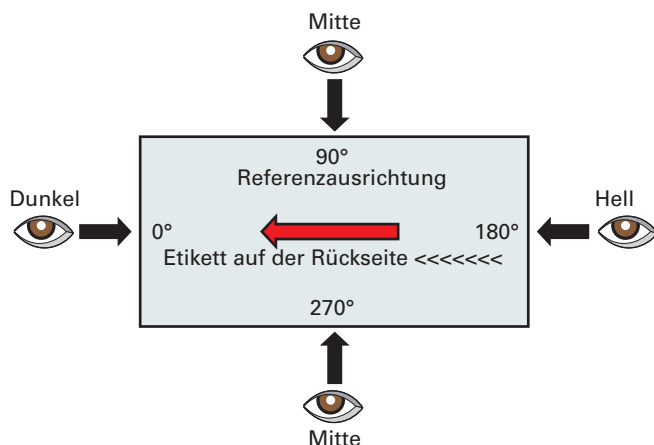 Mitte
90°
Referenzausrichtung
Dunkel
Hell
0°
180°
Etikett auf der Rückseite <<<<<<<
270°
Mitte